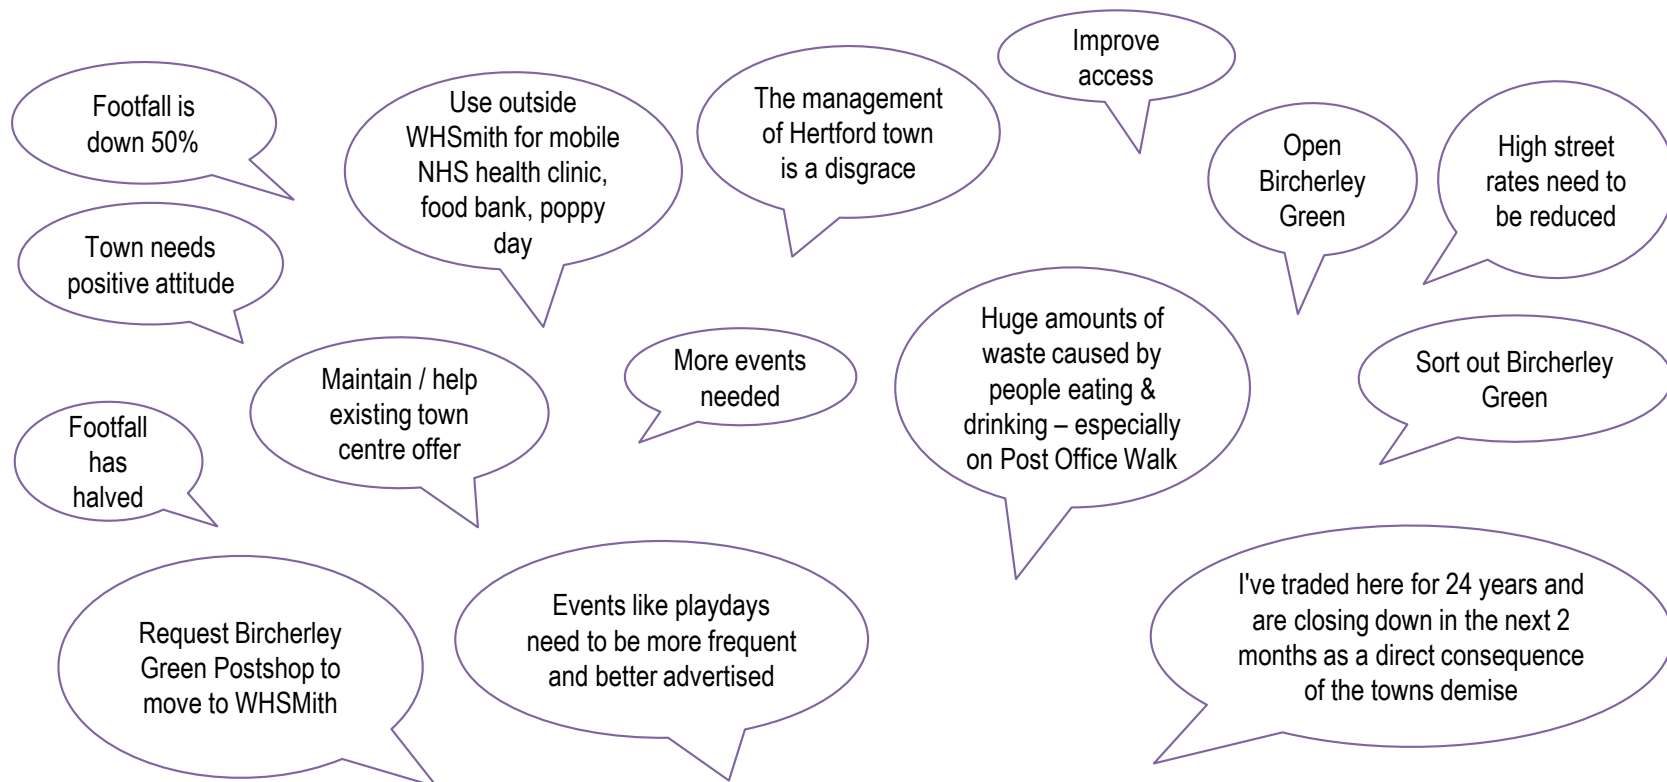 Footfall is
down 50%
Use outside
WHSmith for mobile
NHS health clinic,
food bank, poppy
day
The management
of Hertford town
is a disgrace
Improve
access
Open
Bircherley
Green
High street
rates need to
be reduced
Town needs
positive attitude
Maintain / help
existing town
centre offer
More events
needed
Huge amounts of
waste caused by
people eating &
drinking – especially
on Post Office Walk
Sort out Bircherley
Green
Footfall
has
halved
Request Bircherley
Green Postshop to
move to WHSMith
Events like playdays
need to be more frequent
and better advertised
I've traded here for 24 years and
are closing down in the next 2
months as a direct consequence
of the towns demise